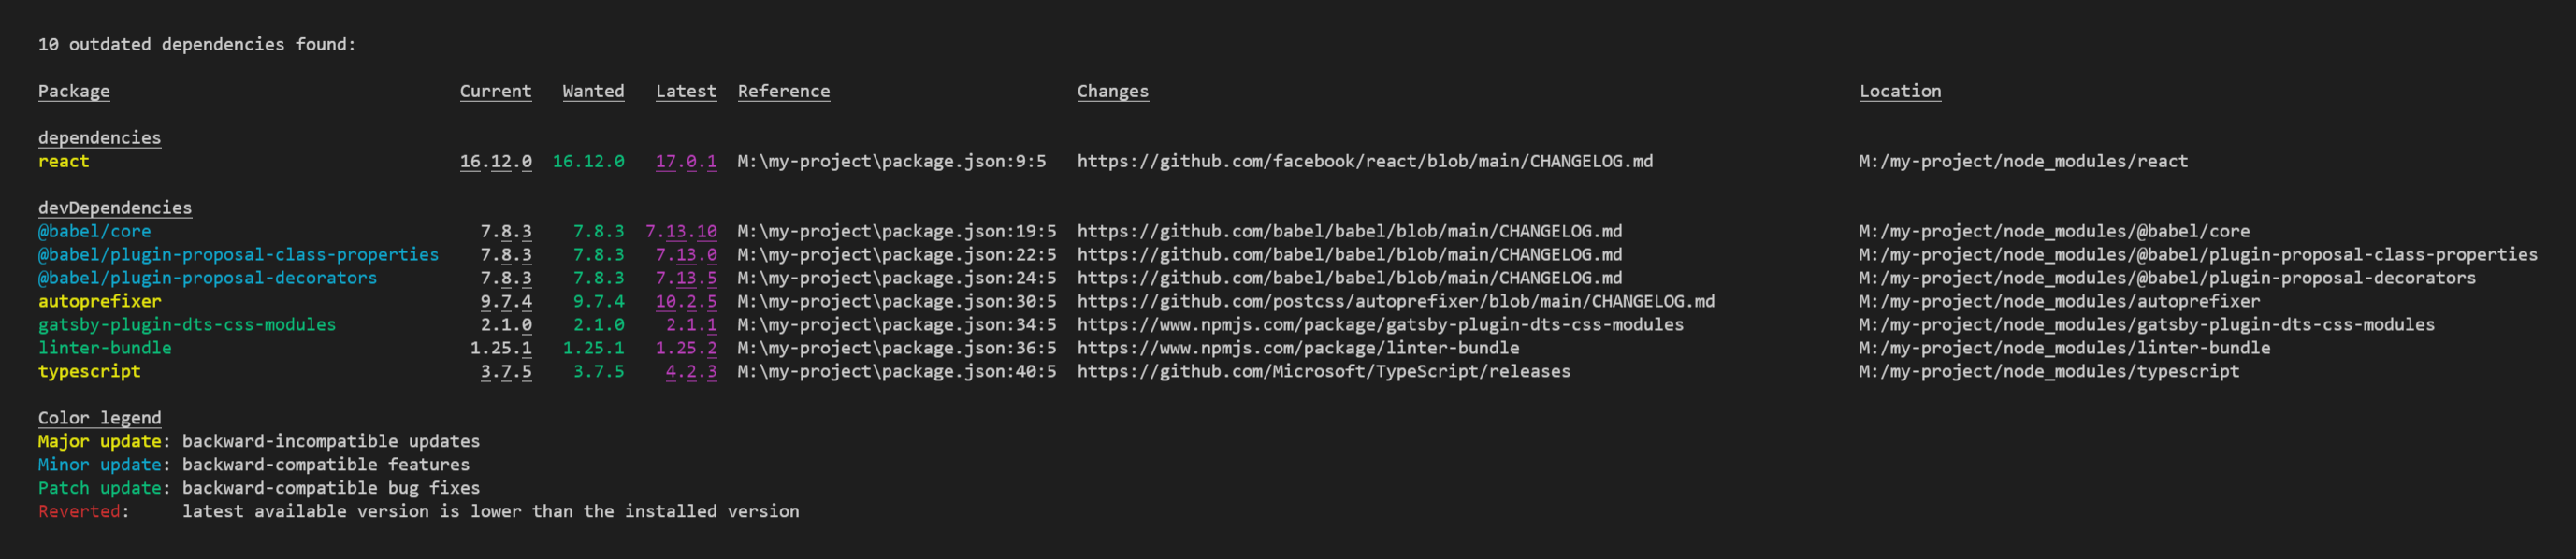 10 outdated dependencies found:
Package Current Wanted Latest Reference Changes Location
dependencies
react 16.12.0 16.12.0 17.0.1 M:\my-project\package.json:9:5 https://github.com/facebook/react/blob/main/CHANGELOG.md M:/my-project/node_modules/react
devDependencies
@babel/core 7.8.3 7.8.3 7.13.10 M:\my-project\package.json:19:5 https://github.com/babel/babel/blob/main/CHANGELOG.md M:/my-project/node_modules/@babel/core
@babel/plugin-proposal-class-properties 7.8.3 7.8.3 7.13.0 M:\my-project\package.json:22:5 https://github.com/babel/babel/blob/main/CHANGELOG.md M:/my-project/node_modules/@babel/plugin-proposal-class-properties
@babel/plugin-proposal-decorators 7.8.3 7.8.3 7.13.5 M:\my-project\package.json:24:5 https://github.com/babel/babel/blob/main/CHANGELOG.md M:/my-project/node_modules/@babel/plugin-proposal-decorators
autoprefixer 9.7.4 9.7.4 10.2.5 M:\my-project\package.json:30:5 https://github.com/postcss/autoprefixer/blob/main/CHANGELOG.md M:/my-project/node_modules/autoprefixer
gatsby-plugin-dts-css-modules 2.1.0 2.1.0 2.1.1 M:\my-project\package.json:34:5 https://www.npmjs.com/package/gatsby-plugin-dts-css-modules M:/my-project/node_modules/gatsby-plugin-dts-css-modules
linter-bundle 1.25.1 1.25.1 1.25.2 M:\my-project\package.json:36:5 https://www.npmjs.com/package/linter-bundle M:/my-project/node_modules/linter-bundle
typescript 3.7.5 3.7.5 4.2.3 M:\my-project\package.json:40:5 https://github.com/Microsoft/TypeScript/releases M:/my-project/node_modules/typescript
Color legend
Major update: backward-incompatible updates
Minor update: backward-compatible features
Patch update: backward-compatible bug fixes
Reverted: latest available version is lower than the installed version